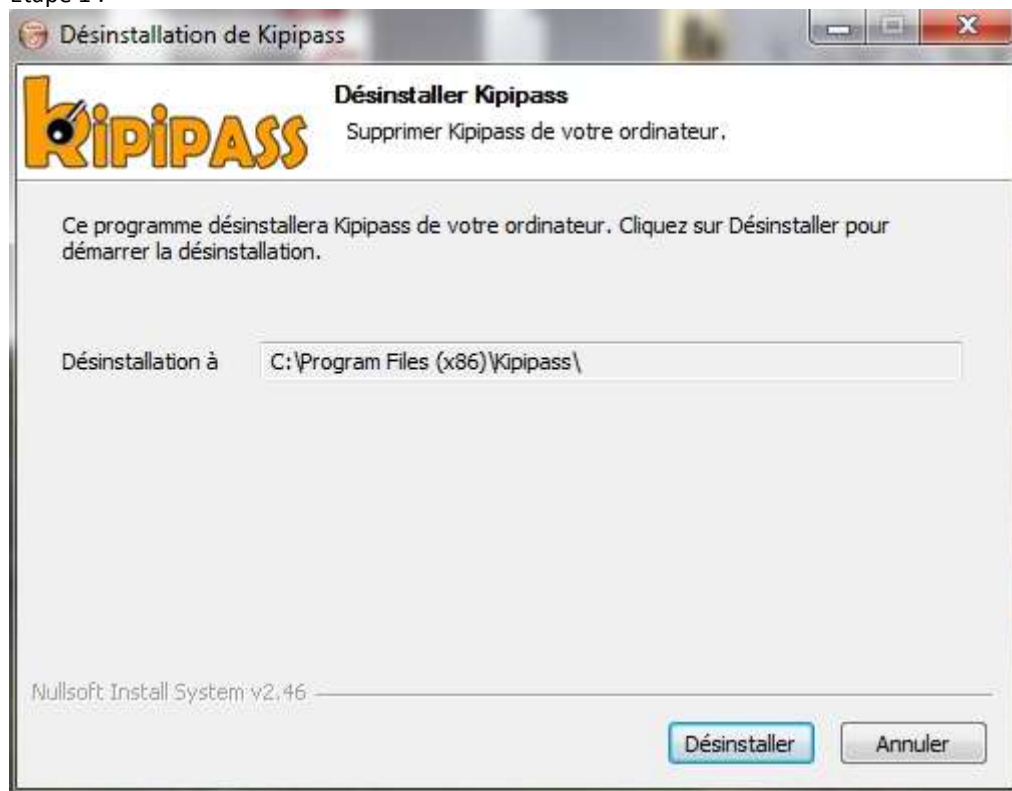 Désinstallation de Kipipass
kipipass
Désinstaller Kipipass
Supprimer Kipipass de votre ordinateur.
Ce programme désinstallera Kipipass de votre ordinateur. Cliquez sur Désinstaller pour
démarrer la désinstallation.
Désinstallation à C:\Program Files (x86)\Kipipass\
Nullsoft Install System v2.46
Désinstaller Annuler